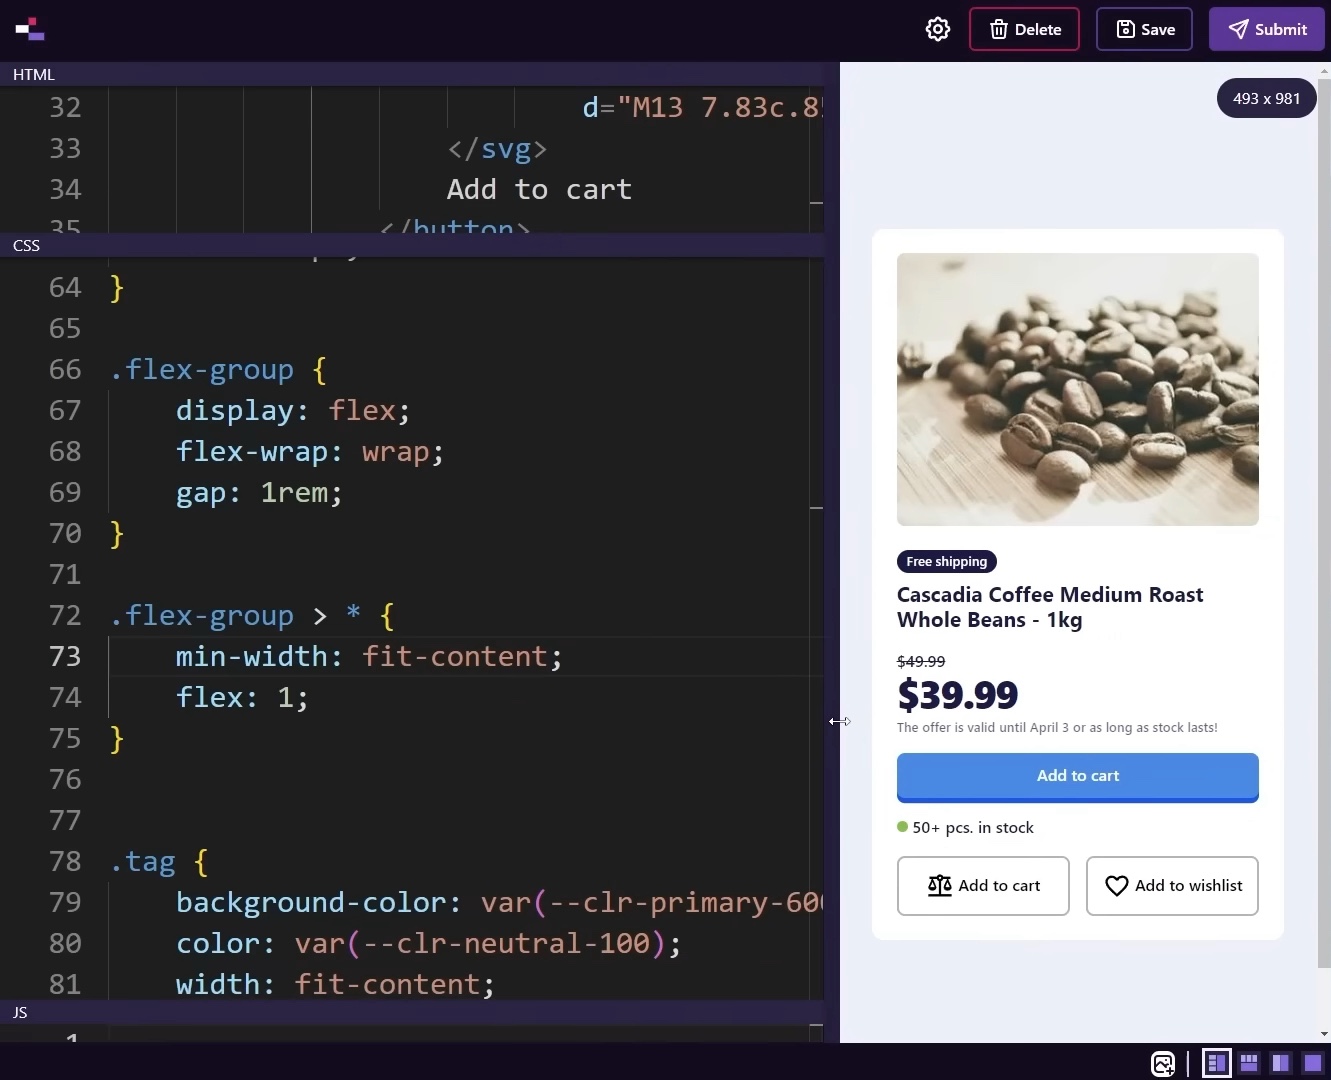 Delete
Save
Submit
HTML
32 d="M13 7.83c.8
33 </svg>
34 Add to cart
35 </button>
CSS
64 }
65
66 .flex-group {
67 display: flex;
68 flex-wrap: wrap;
69 gap: 1rem;
70 }
71
72 .flex-group > * {
73 min-width: fit-content;
74 flex: 1;
75 }
76
77
78 .tag {
79 background-color: var(--clr-primary-60
80 color: var(--clr-neutral-100);
81 width: fit-content;
JS
1
493 x 981
Free shipping
Cascadia Coffee Medium Roast
Whole Beans - 1kg
$49.99
$39.99
The offer is valid until April 3 or as long as stock lasts!
Add to cart
50+ pcs. in stock
Add to cart
Add to wishlist